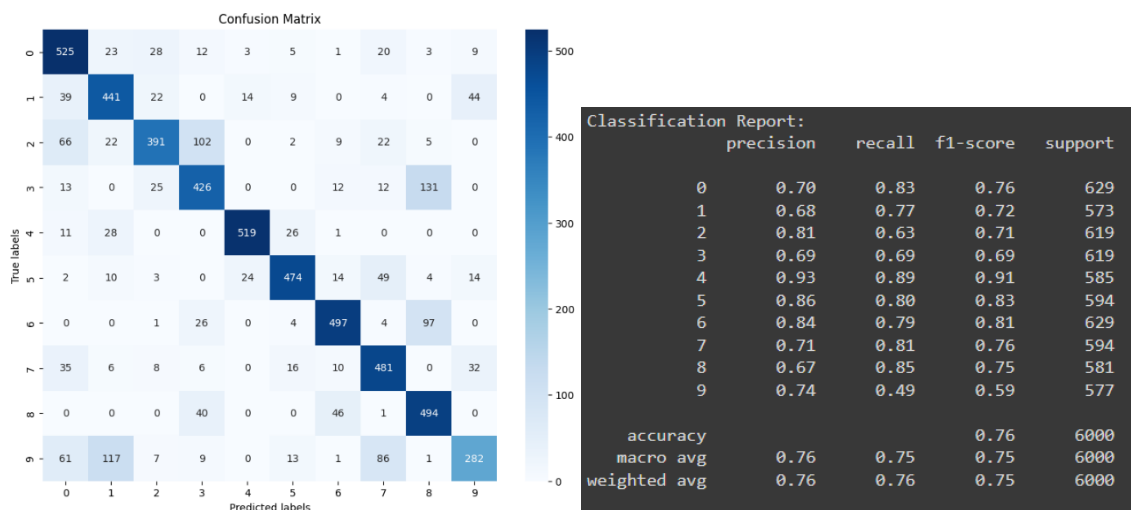 Confusion Matrix
0 525 23 28 12 3 5 1 20 3 9
1 39 441 22 0 14 9 0 4 0 44
2 66 22 391 102 0 2 9 22 5 0
3 13 0 25 426 0 0 12 12 131 0
4 11 28 0 0 519 26 1 0 0 0
5 2 10 3 0 24 474 14 49 4 14
6 0 0 1 26 0 4 497 4 97 0
7 35 6 8 6 0 16 10 481 0 32
8 0 0 0 40 0 0 46 1 494 0
9 61 117 7 9 0 13 1 86 1 282
0 1 2 3 4 5 6 7 8 9
True labels
Predicted labels
500
400
300
200
100
0
Classification Report:
precision recall f1-score support
0 0.70 0.83 0.76 629
1 0.68 0.77 0.72 573
2 0.81 0.63 0.71 619
3 0.69 0.69 0.69 619
4 0.93 0.89 0.91 585
5 0.86 0.80 0.83 594
6 0.84 0.79 0.81 629
7 0.71 0.81 0.76 594
8 0.67 0.85 0.75 581
9 0.74 0.49 0.59 577
accuracy 0.76 6000
macro avg 0.76 0.75 0.75 6000
weighted avg 0.76 0.76 0.75 6000